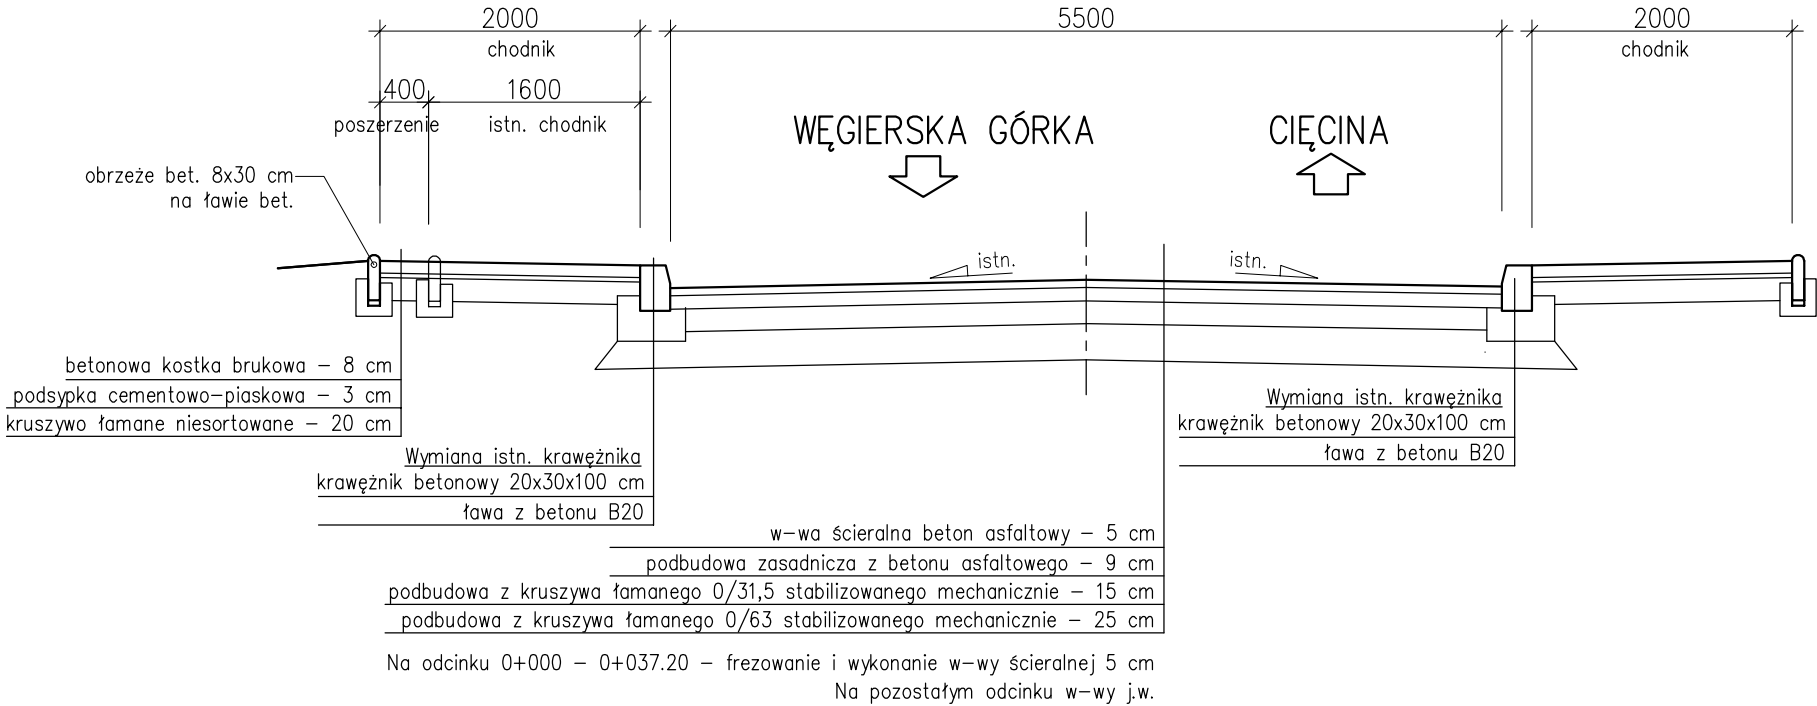 2000
5500
2000
chodnik
chodnik
400
1600
poszerzenie
istn. chodnik
WĘGIERSKA GÓRKA
CIĘCINA
obrzeże bet. 8x30 cm
na ławie bet.
istn.
istn.
betonowa kostka brukowa – 8 cm
podsypka cementowo–piaskowa – 3 cm
kruszywo łamane niesortowane – 20 cm
Wymiana istn. krawężnika
krawężnik betonowy 20x30x100 cm
ława z betonu B20
Wymiana istn. krawężnika
krawężnik betonowy 20x30x100 cm
ława z betonu B20
w–wa ścieralna beton asfaltowy – 5 cm
podbudowa zasadnicza z betonu asfaltowego – 9 cm
podbudowa z kruszywa łamanego 0/31,5 stabilizowanego mechanicznie – 15 cm
podbudowa z kruszywa łamanego 0/63 stabilizowanego mechanicznie – 25 cm
Na odcinku 0+000 – 0+037.20 – frezowanie i wykonanie w–wy ścieralnej 5 cm
Na pozostałym odcinku w–wy j.w.